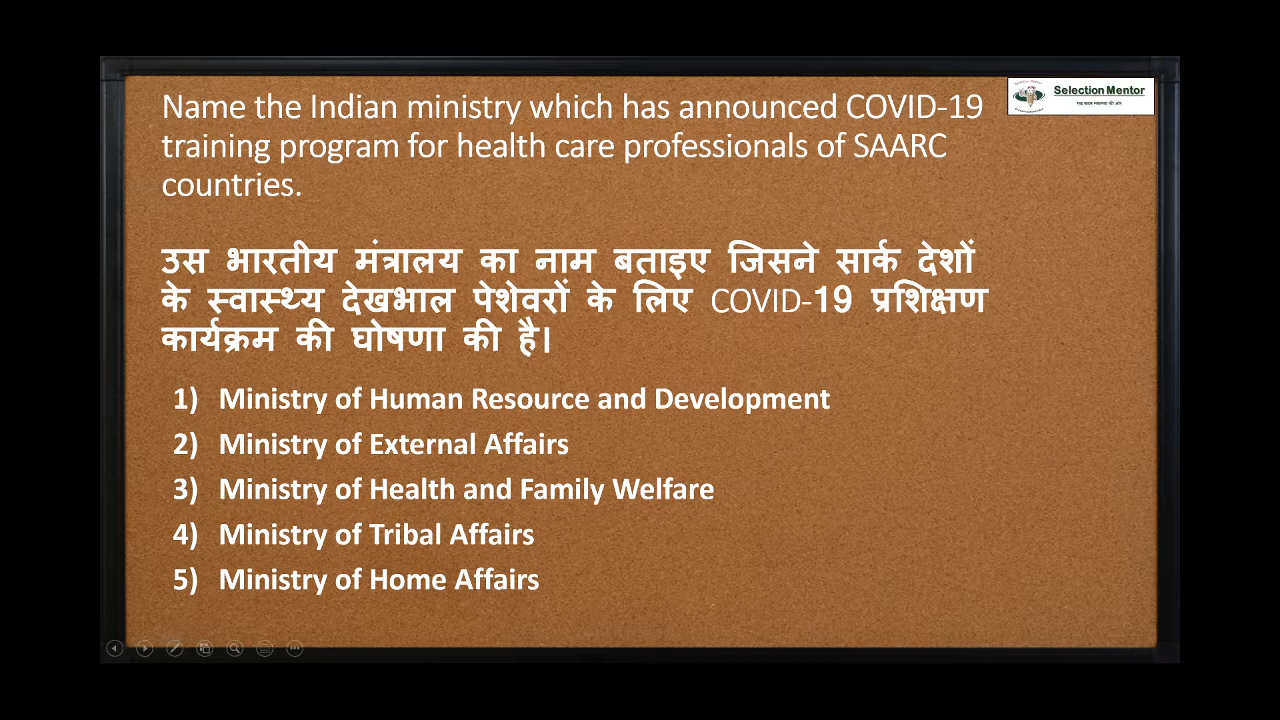 Selection Mentor
Name the Indian ministry which has announced COVID-19
training program for health care professionals of SAARC
countries.
उस भारतीय मंत्रालय का नाम बताइए जिसने सार्क देशों
के स्वास्थ्य देखभाल पेशेवरों के लिए COVID-19 प्रशिक्षण
कार्यक्रम की घोषणा की है।
1) Ministry of Human Resource and Development
2) Ministry of External Affairs
3) Ministry of Health and Family Welfare
4) Ministry of Tribal Affairs
5) Ministry of Home Affairs